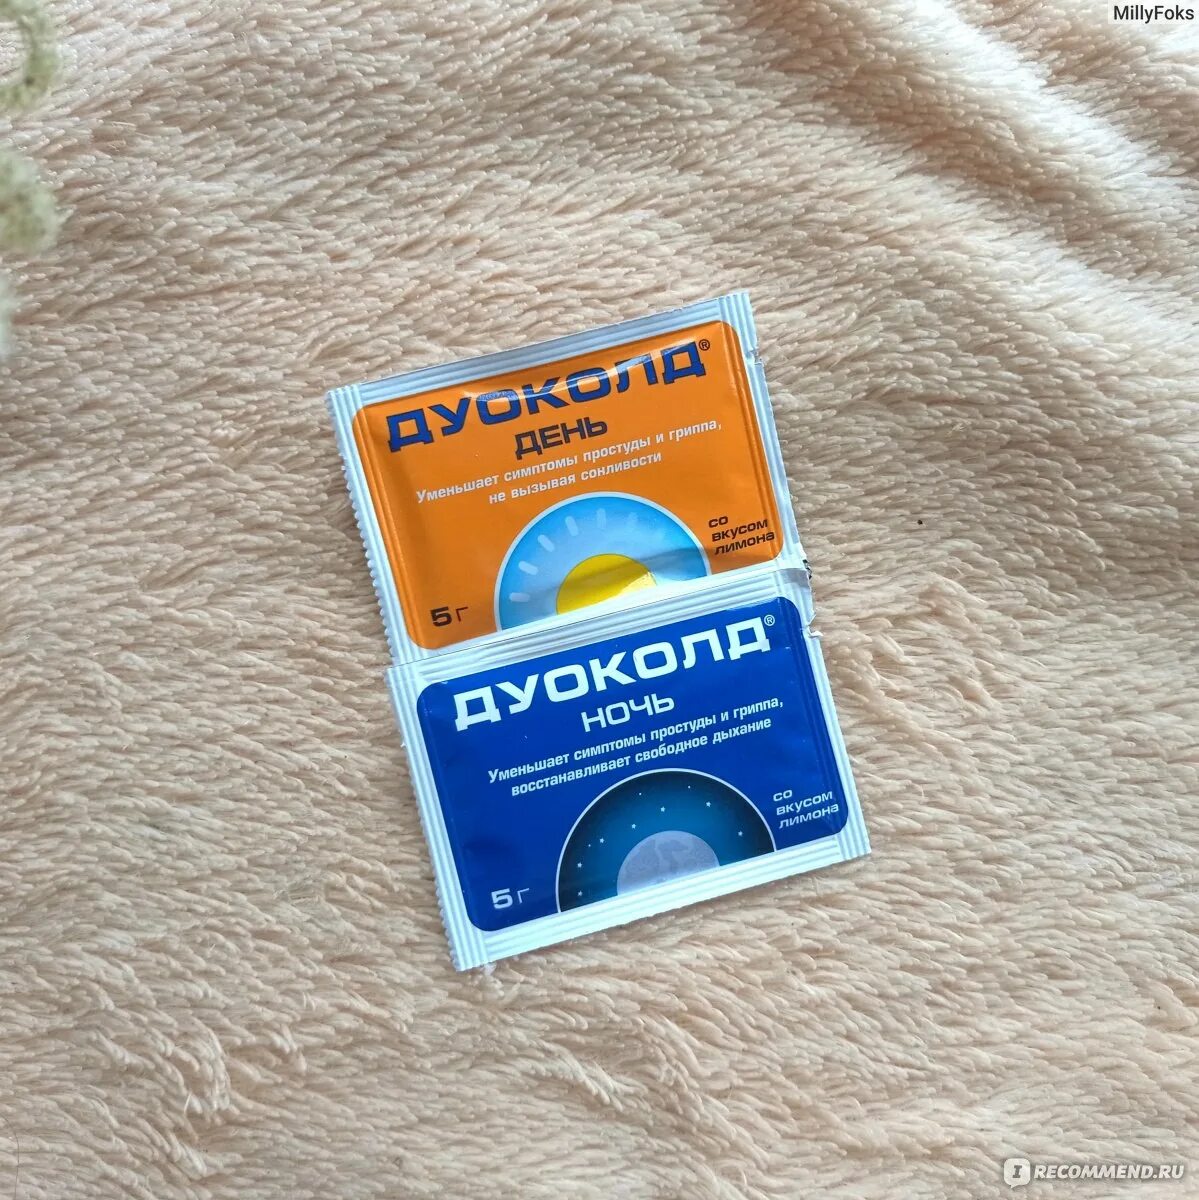 MillyFoks
ДУОКОЛД®
ДЕНЬ
Уменьшает симптомы простуды и гриппа,
не вызывая сонливости
со
вкусом
лимона
5 г
ДУОКОЛД®
НОЧЬ
Уменьшает симптомы простуды и гриппа,
восстанавливает свободное дыхание
со
вкусом
лимона
5 г
IRECOMMEND.RU